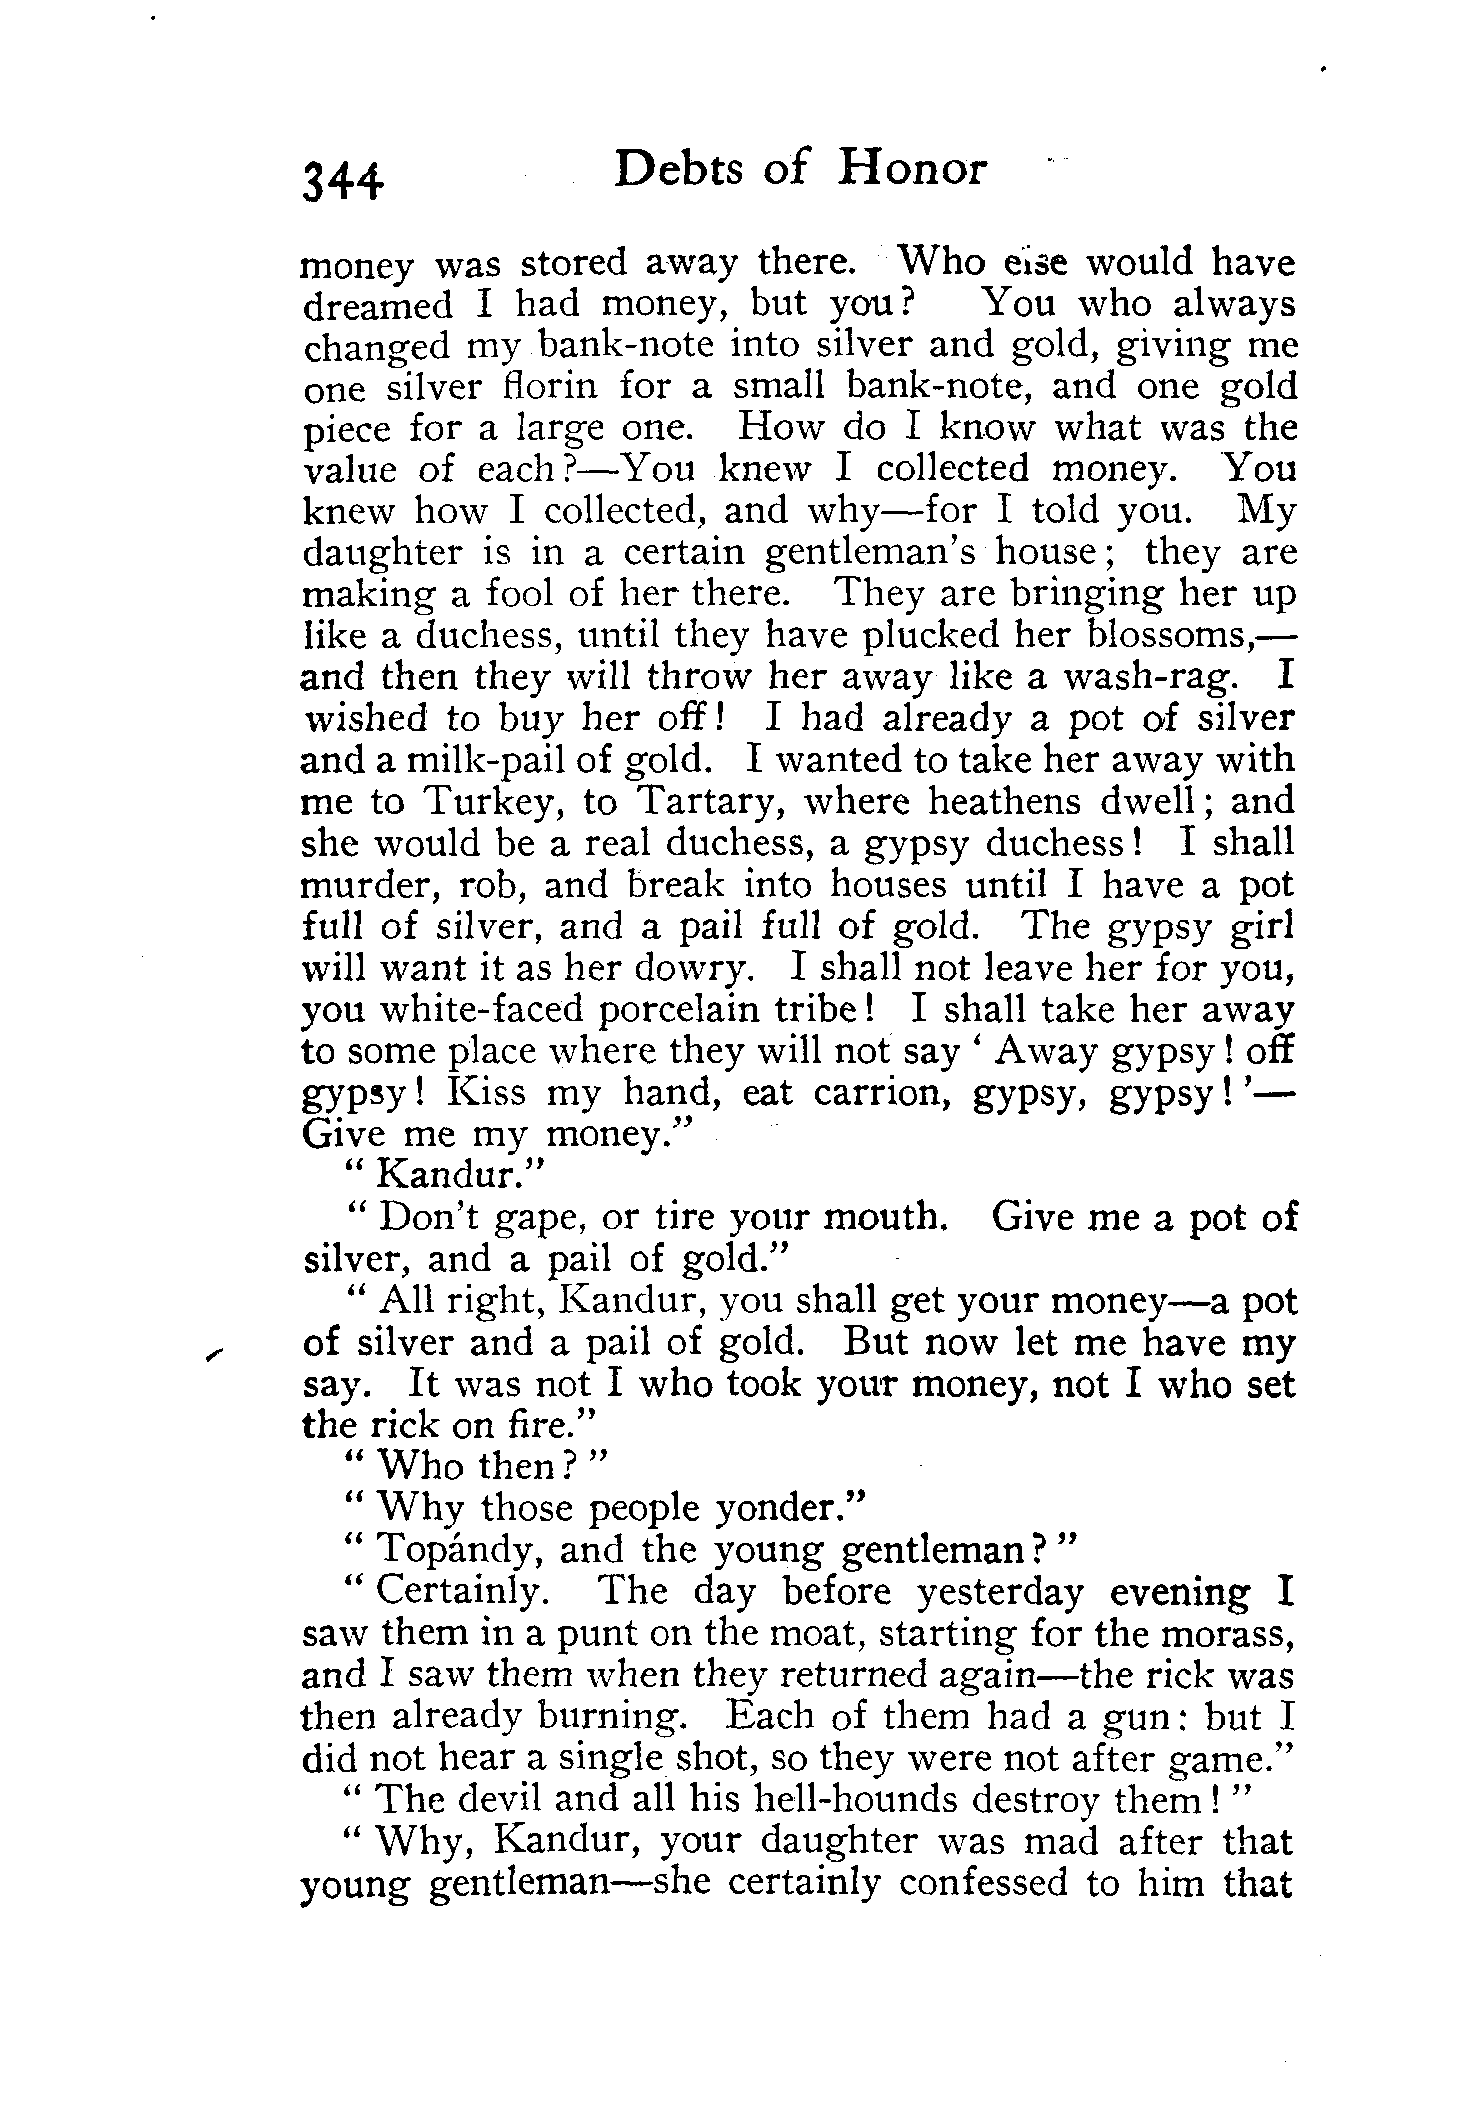 344 Debts of Honor
money was stored away there. Who else would have
dreamed I had money, but you? You who always
changed my bank-note into silver and gold, giving me
one silver florin for a small bank-note, and one gold
piece for a large one. How do I know what was the
value of each?—You knew I collected money. You
knew how I collected, and why—for I told you. My
daughter is in a certain gentleman's house; they are
making a fool of her there. They are bringing her up
like a duchess, until they have plucked her blossoms,—
and then they will throw her away like a wash-rag. I
wished to buy her off! I had already a pot of silver
and a milk-pail of gold. I wanted to take her away with
me to Turkey, to Tartary, where heathens dwell; and
she would be a real duchess, a gypsy duchess! I shall
murder, rob, and break into houses until I have a pot
full of silver, and a pail full of gold. The gypsy girl
will want it as her dowry. I shall not leave her for you,
you white-faced porcelain tribe! I shall take her away
to some place where they will not say ‘Away gypsy! off
gypsy! Kiss my hand, eat carrion, gypsy, gypsy!’—
Give me my money.”
“Kandur.”
“Don't gape, or tire your mouth. Give me a pot of
silver, and a pail of gold.”
“All right, Kandur, you shall get your money—a pot
of silver and a pail of gold. But now let me have my
say. It was not I who took your money, not I who set
the rick on fire.”
“Who then?”
“Why those people yonder.”
“Topándy, and the young gentleman?”
“Certainly. The day before yesterday evening I
saw them in a punt on the moat, starting for the morass,
and I saw them when they returned again—the rick was
then already burning. Each of them had a gun: but I
did not hear a single shot, so they were not after game.”
“The devil and all his hell-hounds destroy them!”
“Why, Kandur, your daughter was mad after that
young gentleman—she certainly confessed to him that